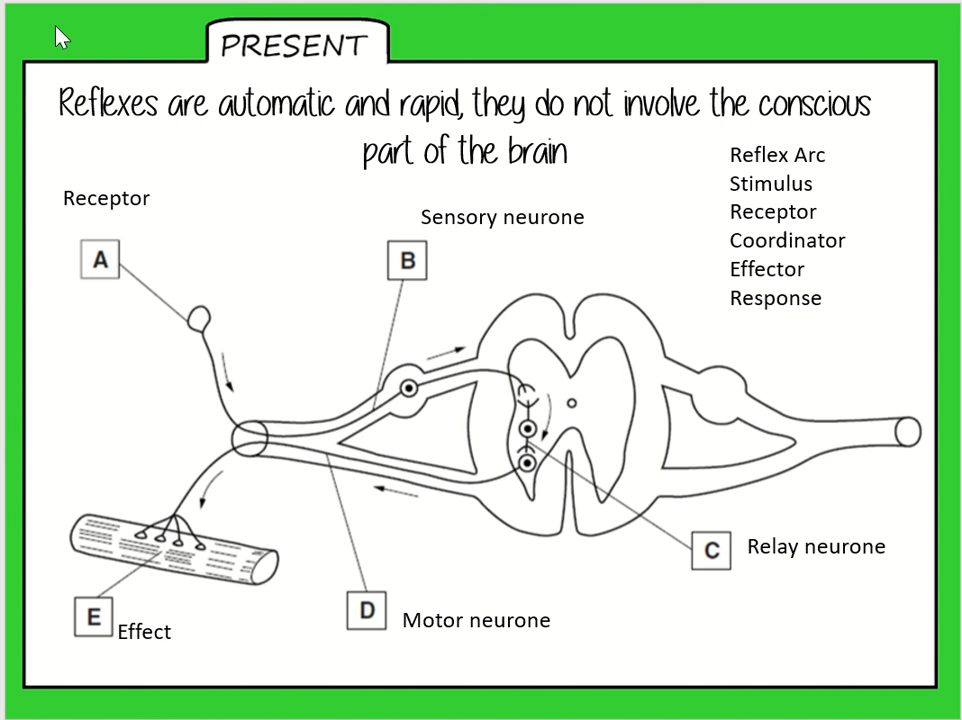 PRESENT
Reflexes are automatic and rapid, they do not involve the conscious
part of the brain
Reflex Arc
Stimulus
Receptor
Coordinator
Effector
Response
Receptor
Sensory neurone
A
B
C
Relay neurone
D
Motor neurone
E
Effect